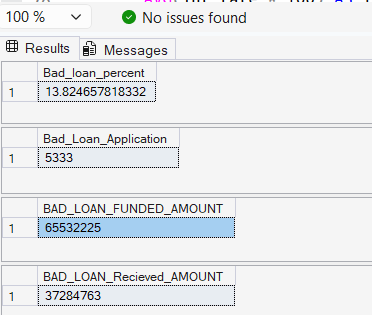 100 %
No issues found
Results
Messages
Bad_loan_percent
1
13.824657818332
Bad_Loan_Application
1
5333
BAD_LOAN_FUNDED_AMOUNT
1
65532225
BAD_LOAN_Recieved_AMOUNT
1
37284763